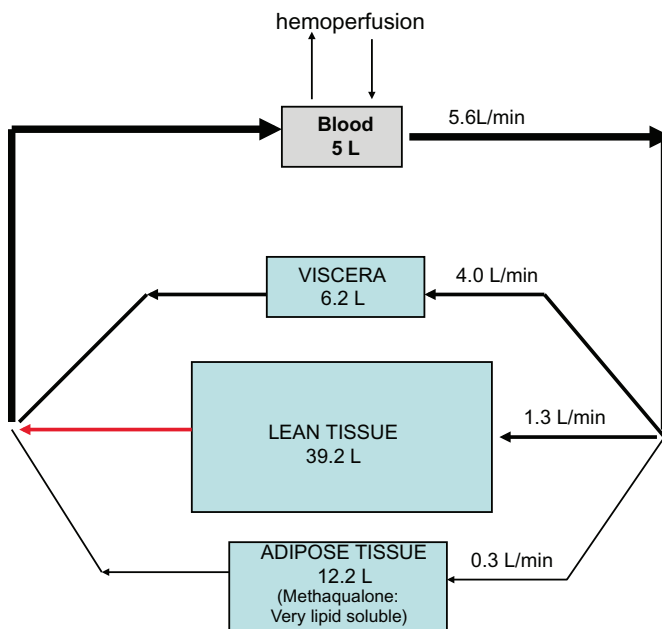 hemoperfusion
Blood
5 L
5.6L/min
VISCERA
6.2 L
4.0 L/min
LEAN TISSUE
39.2 L
1.3 L/min
ADIPOSE TISSUE
12.2 L
(Methaqualone:
Very lipid soluble)
0.3 L/min